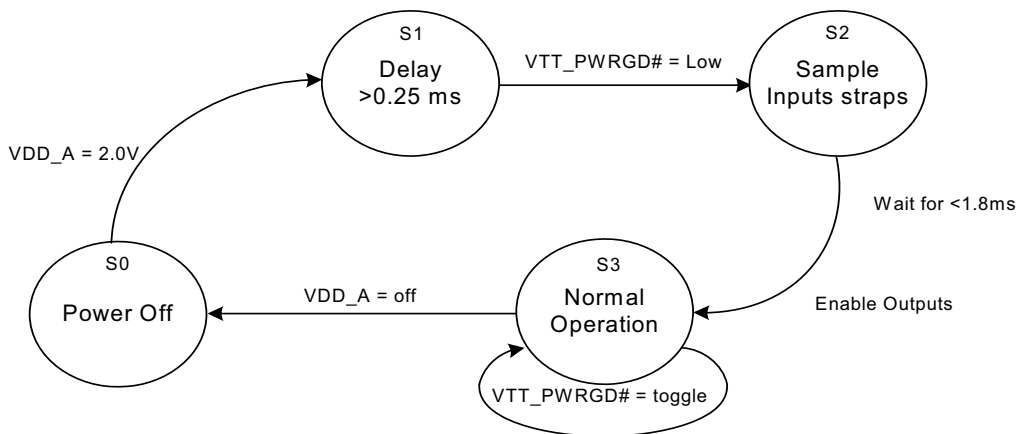 S1
Delay
>0.25 ms
VTT_PWRGD# = Low
S2
Sample
Inputs straps
VDD_A = 2.0V
Wait for <1.8ms
S0
Power Off
VDD_A = off
S3
Normal
Operation
Enable Outputs
VTT_PWRGD# = toggle